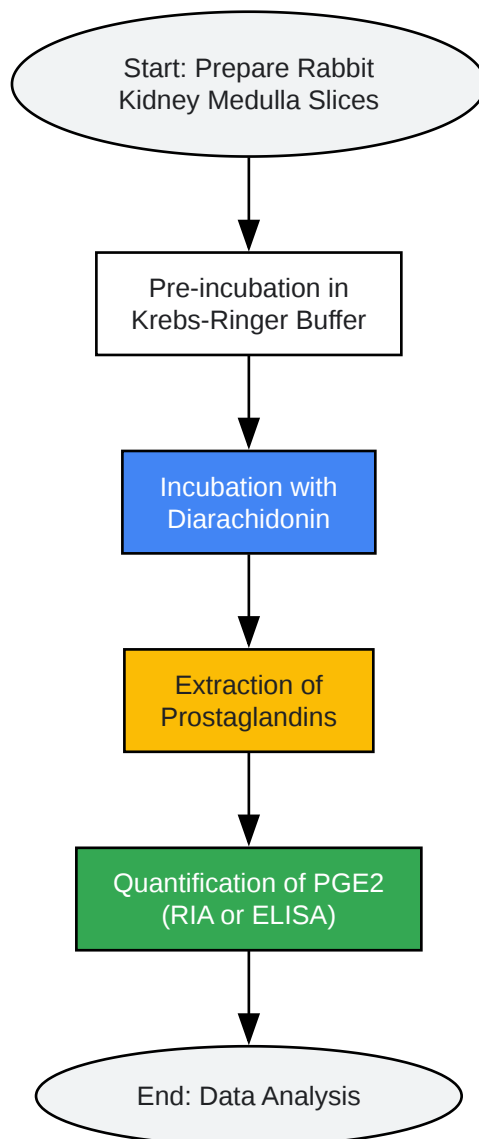 Start: Prepare Rabbit
Kidney Medulla Slices
Pre-incubation in
Krebs-Ringer Buffer
Incubation with
Diarachidonin
Extraction of
Prostaglandins
Quantification of PGE2
(RIA or ELISA)
End: Data Analysis